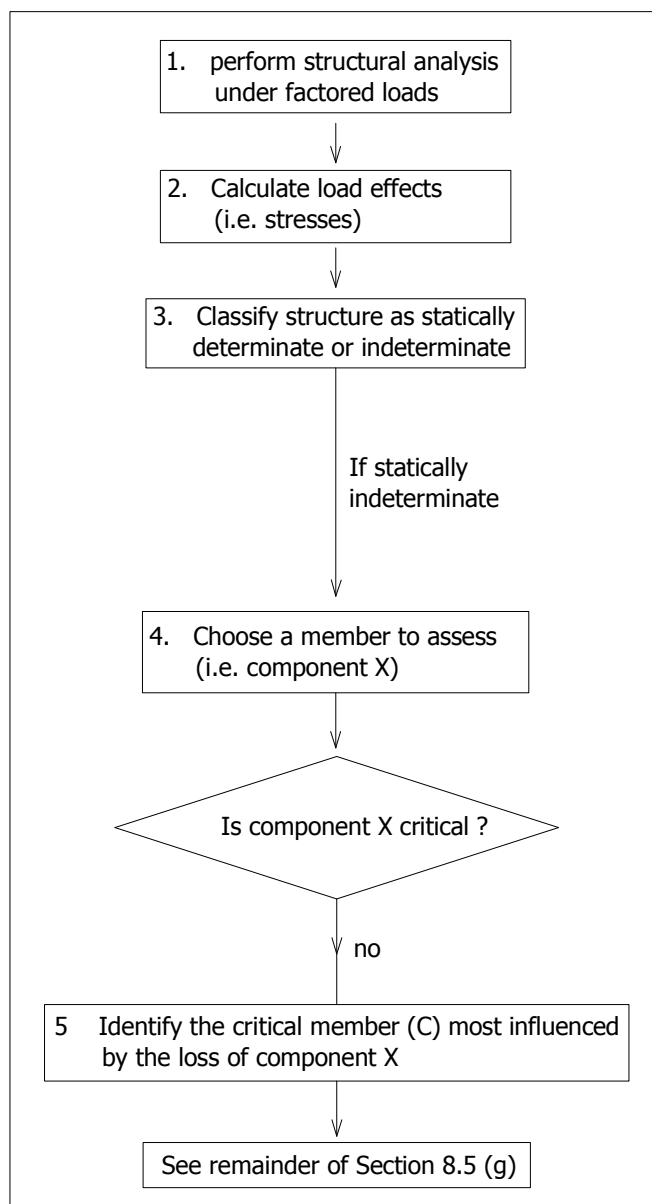 1. perform structural analysis
under factored loads
2. Calculate load effects
(i.e. stresses)
3. Classify structure as statically
determinate or indeterminate
If statically
indeterminate
4. Choose a member to assess
(i.e. component X)
Is component X critical ?
no
5 Identify the critical member (C) most influenced
by the loss of component X
See remainder of Section 8.5 (g)